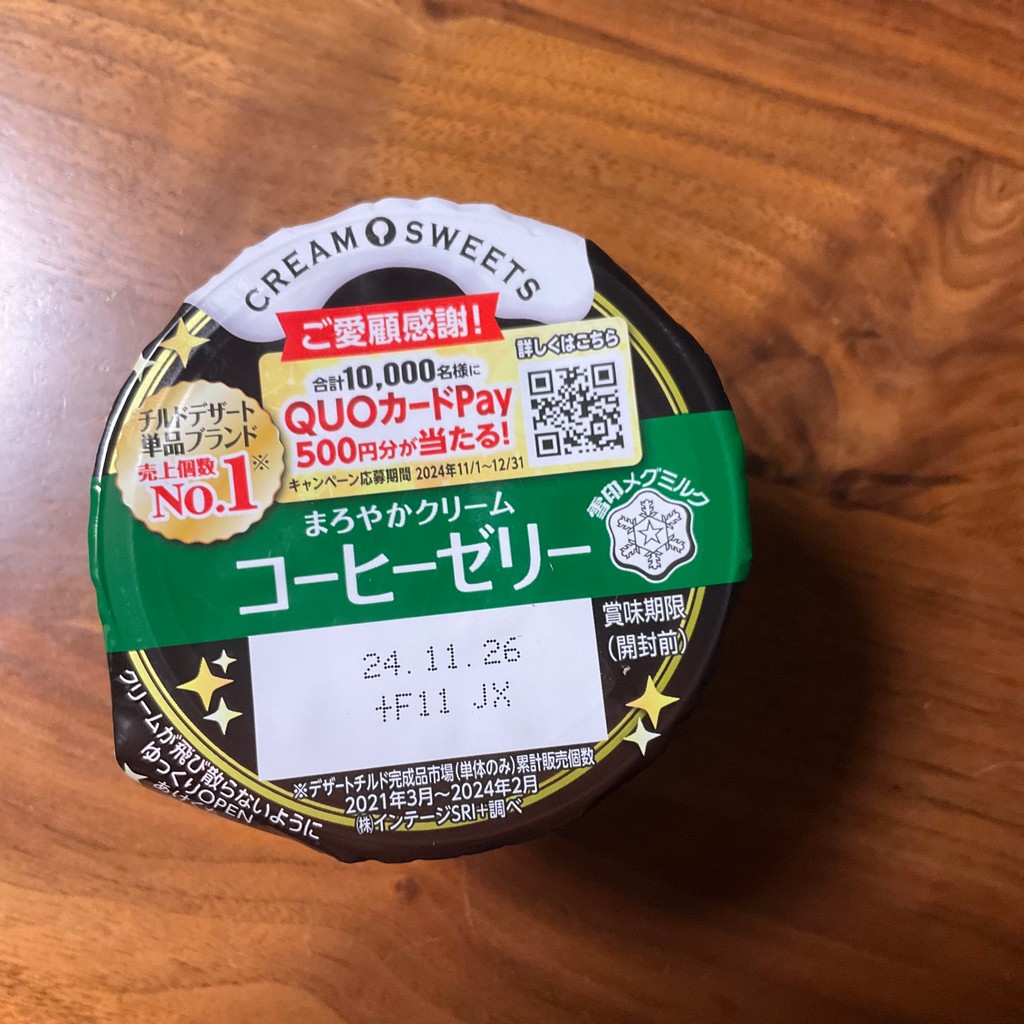 CREAM SWEETS
ご愛顧感謝!
詳しくはこちら
合計10,000名様に
QUOカードPay
500円分が当たる!
キャンペーン応募期間 2024年11/1～12/31
チルドデザート
単品ブランド
売上個数
No.1※
雪印メグミルク
まろやかクリーム
コーヒーゼリー
賞味期限
(開封前)
24.11.26
+F11 JX
※デザートチルド完成品市場(単体のみ)累計販売個数
2021年3月～2024年2月
㈱インテージSRI+調べ
クリームが飛び散らないように
ゆっくりOPEN